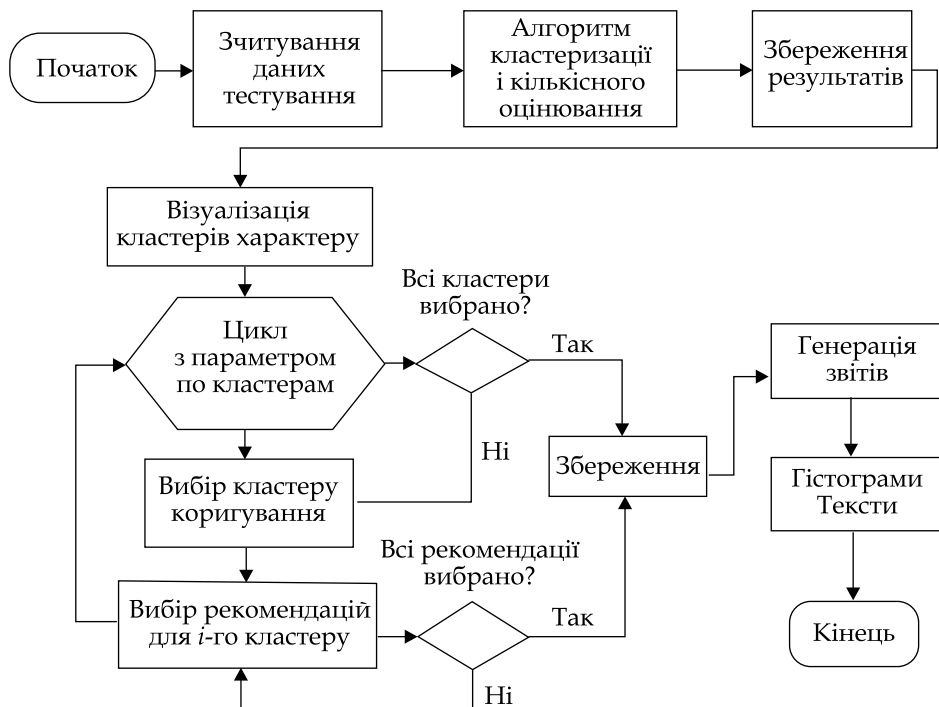 Початок
Зчитування
даних
тестування
Алгоритм
кластеризації
і кількісного
оцінювання
Збереження
результатів
Візуалізація
кластерів характеру
Всі кластери
вибрано?
Цикл
з параметром
по кластерам
Так
Генерація
звітів
Ні
Збереження
Вибір кластеру
коригування
Гістограми
Тексти
Всі рекомендації
вибрано?
Вибір рекомендацій
для i-го кластеру
Так
Кінець
Ні